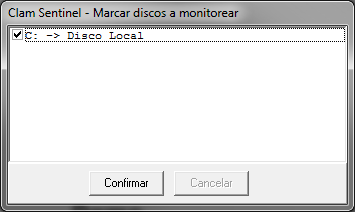 Clam Sentinel - Marcar discos a monitorear
C: -> Disco Local
Confirmar
Cancelar